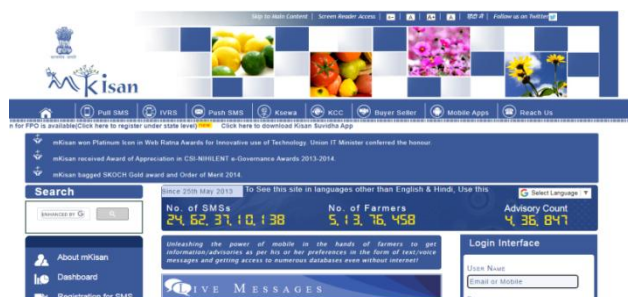 Skip to Main Content | Screen Reader Access | A- | A | A+ | A | हिंदी में | Follow us on Twitter
mKisan
Pull SMS | IVRS | Push SMS | Ksewa | KCC | Buyer Seller | Mobile Apps | Reach Us
n for FPO is available(Click here to register under state level) Click here to download Kisan Suvidha App
mKisan won Platinum Icon in Web Ratna Awards for Innovative use of Technology. Union IT Minister conferred the honour.
mKisan received Award of Appreciation in CSI-NIHILENT e-Governance Awards 2013-2014.
mKisan bagged SKOCH Gold award and Order of Merit 2014.
Search
ENHANCED BY G
Since 25th May 2013 To See this site in languages other than English & Hindi, Use this G Select Language ▼
No. of SMSs No. of Farmers Advisory Count
24, 62, 37, 10, 138 5, 13, 76, 458 4, 36, 847
Unleashing the power of mobile in the hands of farmers to get
information/advisories as per his or her preferences in the form of text/voice
messages and getting access to numerous databases even without internet!
Login Interface
About mKisan
Dashboard
Registration for SMS
LIVE MESSAGES
USER NAME
Email or Mobile